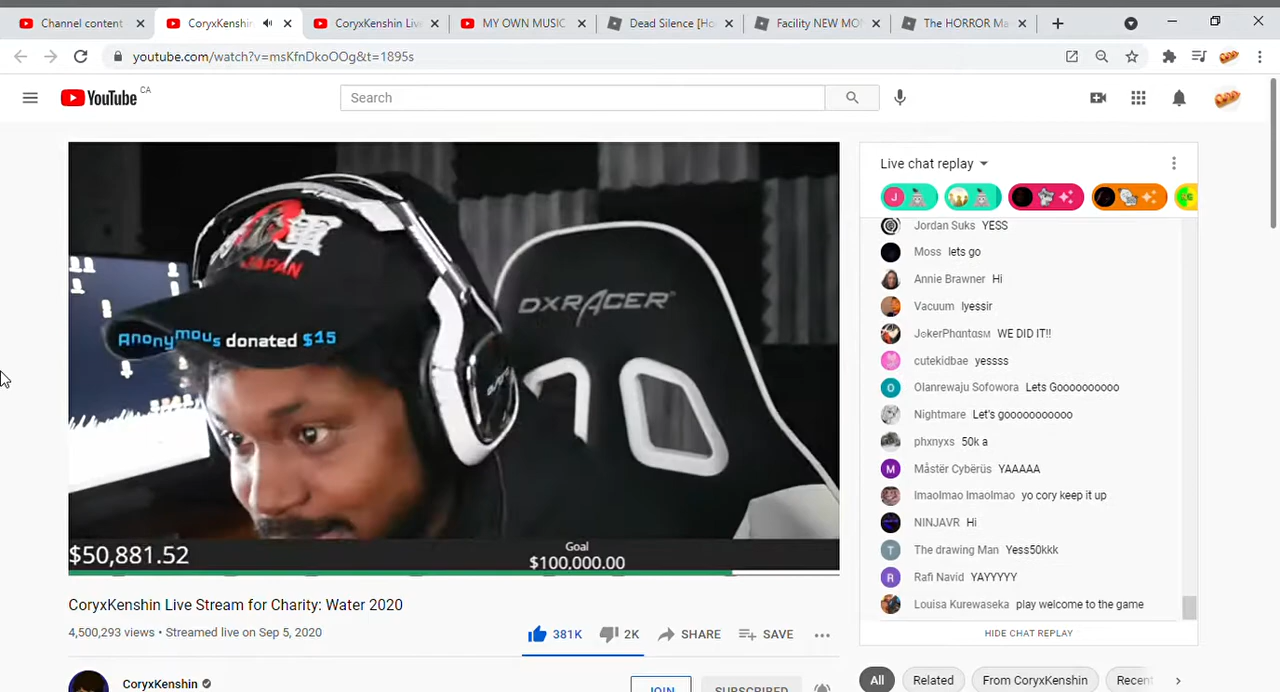 Channel content
CoryxKenshin
CoryxKenshin Live
MY OWN MUSIC
Dead Silence [Ho
Facility NEW MO
The HORROR Ma
youtube.com/watch?v=msKfnDkoOOg&t=1895s
YouTube CA
Search
Live chat replay
J
Jordan Suks YESS
Moss lets go
Annie Brawner Hi
Vacuum lyessir
JokerPhantasm WE DID IT!!
cutekidbae yessss
O Olanrewaju Sofowora Lets Goooooooooo
Nightmare Let's gooooooooooo
phxnyxs 50k a
M Måstër Cybërüs YAAAAA
lmaolmao lmaolmao yo cory keep it up
NINJAVR Hi
T The drawing Man Yess50kkk
R Rafi Navid YAYYYYY
Louisa Kurewaseka play welcome to the game
HIDE CHAT REPLAY
軍
JAPAN
DXRACER
Anonymous donated $15
$50,881.52
Goal
$100,000.00
CoryxKenshin Live Stream for Charity: Water 2020
4,500,293 views • Streamed live on Sep 5, 2020
381K
2K
SHARE
SAVE
CoryxKenshin
JOIN
SUBSCRIBED
All
Related
From CoryxKenshin
Recent